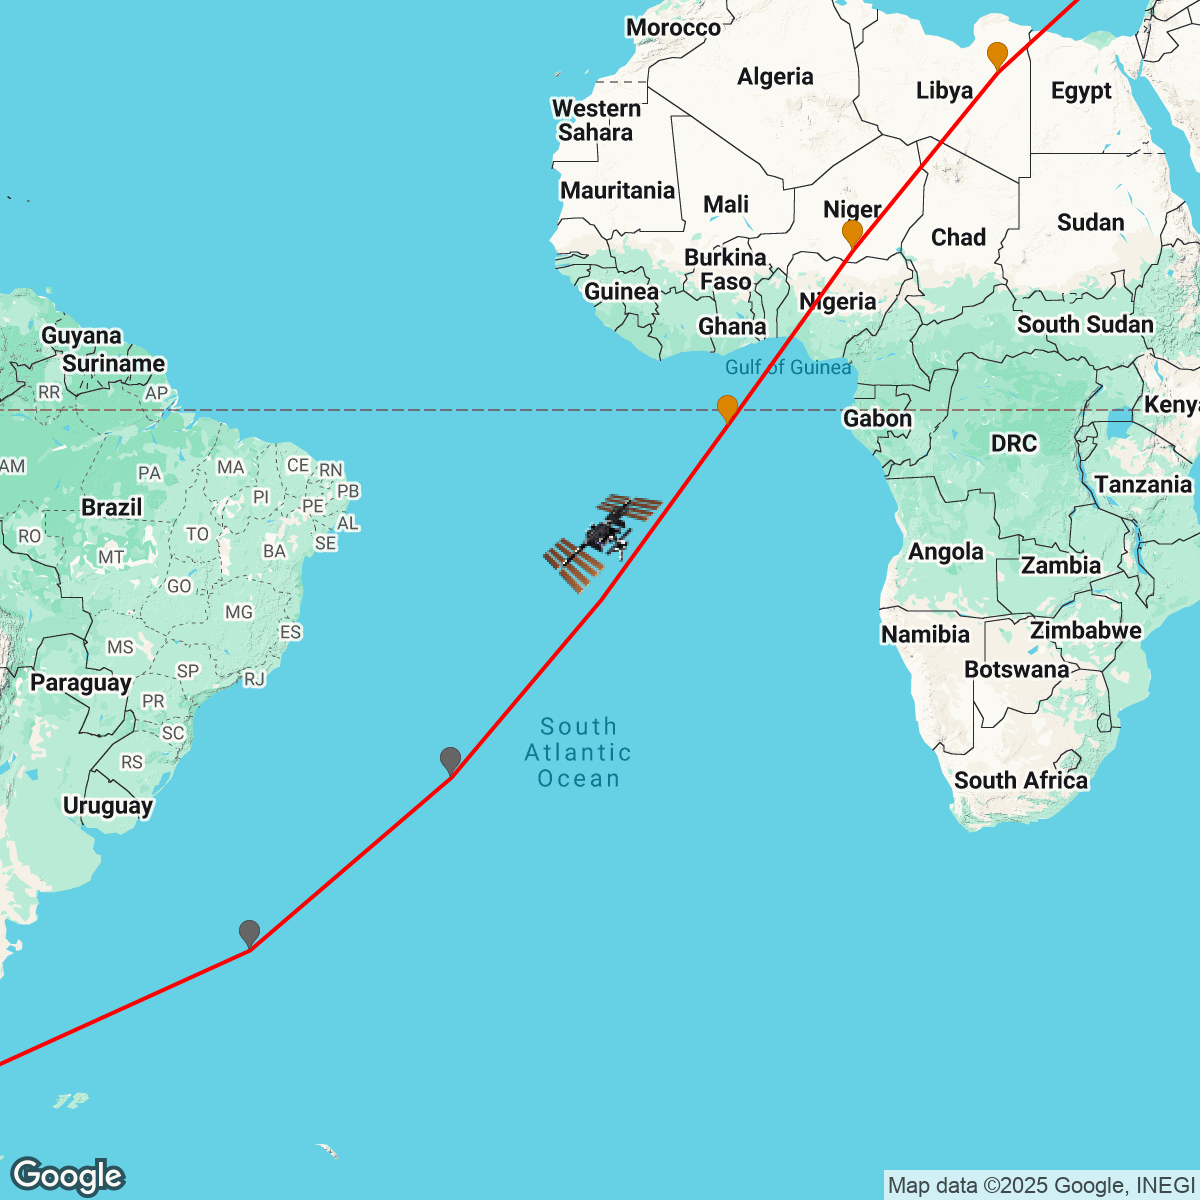 Morocco
Algeria
Libya
Egypt
Western
Sahara
Mauritania
Mali
Niger
Chad
Sudan
Burkina
Faso
Guinea
Nigeria
Ghana
South Sudan
Guyana
Suriname
Gulf of Guinea
RR
AP
Gabon
Kenya
DRC
AM
PA
MA
CE
RN
PB
Tanzania
Brazil
PI
PE
AL
RO
TO
SE
MT
BA
Angola
Zambia
GO
MG
ES
Namibia
Zimbabwe
MS
SP
RJ
Botswana
Paraguay
PR
SC
South
Atlantic
Ocean
RS
Uruguay
South Africa
Google
Map data ©2025 Google, INEGI